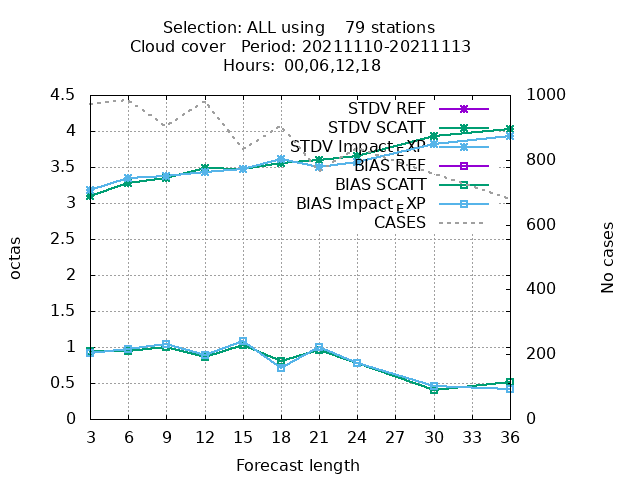 Selection: ALL using 79 stations
Cloud cover Period: 20211110-20211113
Hours: 00,06,12,18
4.5 1000
STDV REF
4 STDV SCATT
STDV Impact_EXP
3.5 800
BIAS REF
BIAS SCATT
3 BIAS Impact_EXP
CASES
600
2.5
octas No cases
2 400
1.5
1 200
0.5
0 0
3 6 9 12 15 18 21 24 27 30 33 36
Forecast length